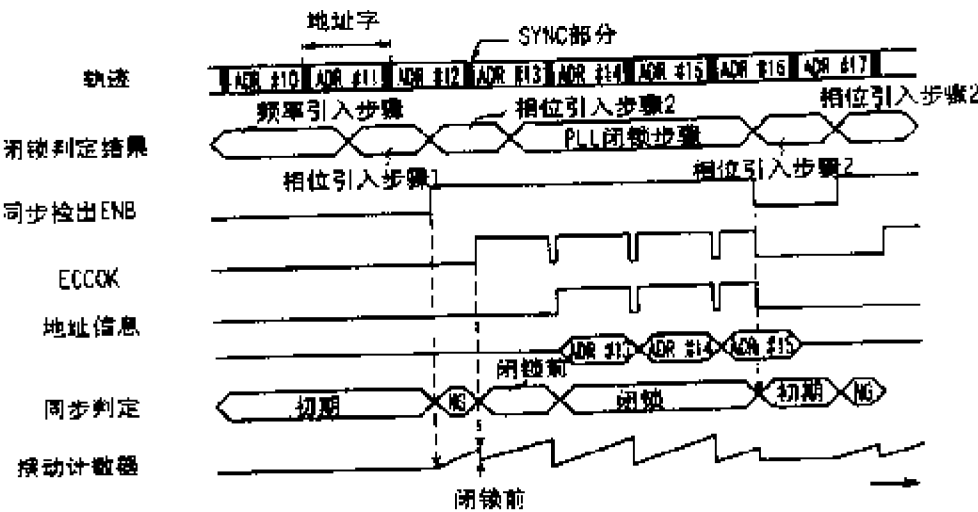 地址字
SYNC部分
轨迹 ADR #10 ADR #11 ADR #12 ADR #13 ADR #14 ADR #15 ADR #16 ADR #17
频率引入步骤 相位引入步骤2 相位引入步骤2
闭锁判定结果 PLL闭锁步骤
相位引入步骤1 相位引入步骤2
同步检出ENB
ECCOK
地址信息
ADR #13 ADR #14 ADR #15
闭锁前
同步判定 初期 NG 闭锁 初期 NG
摆动计数器
闭锁前